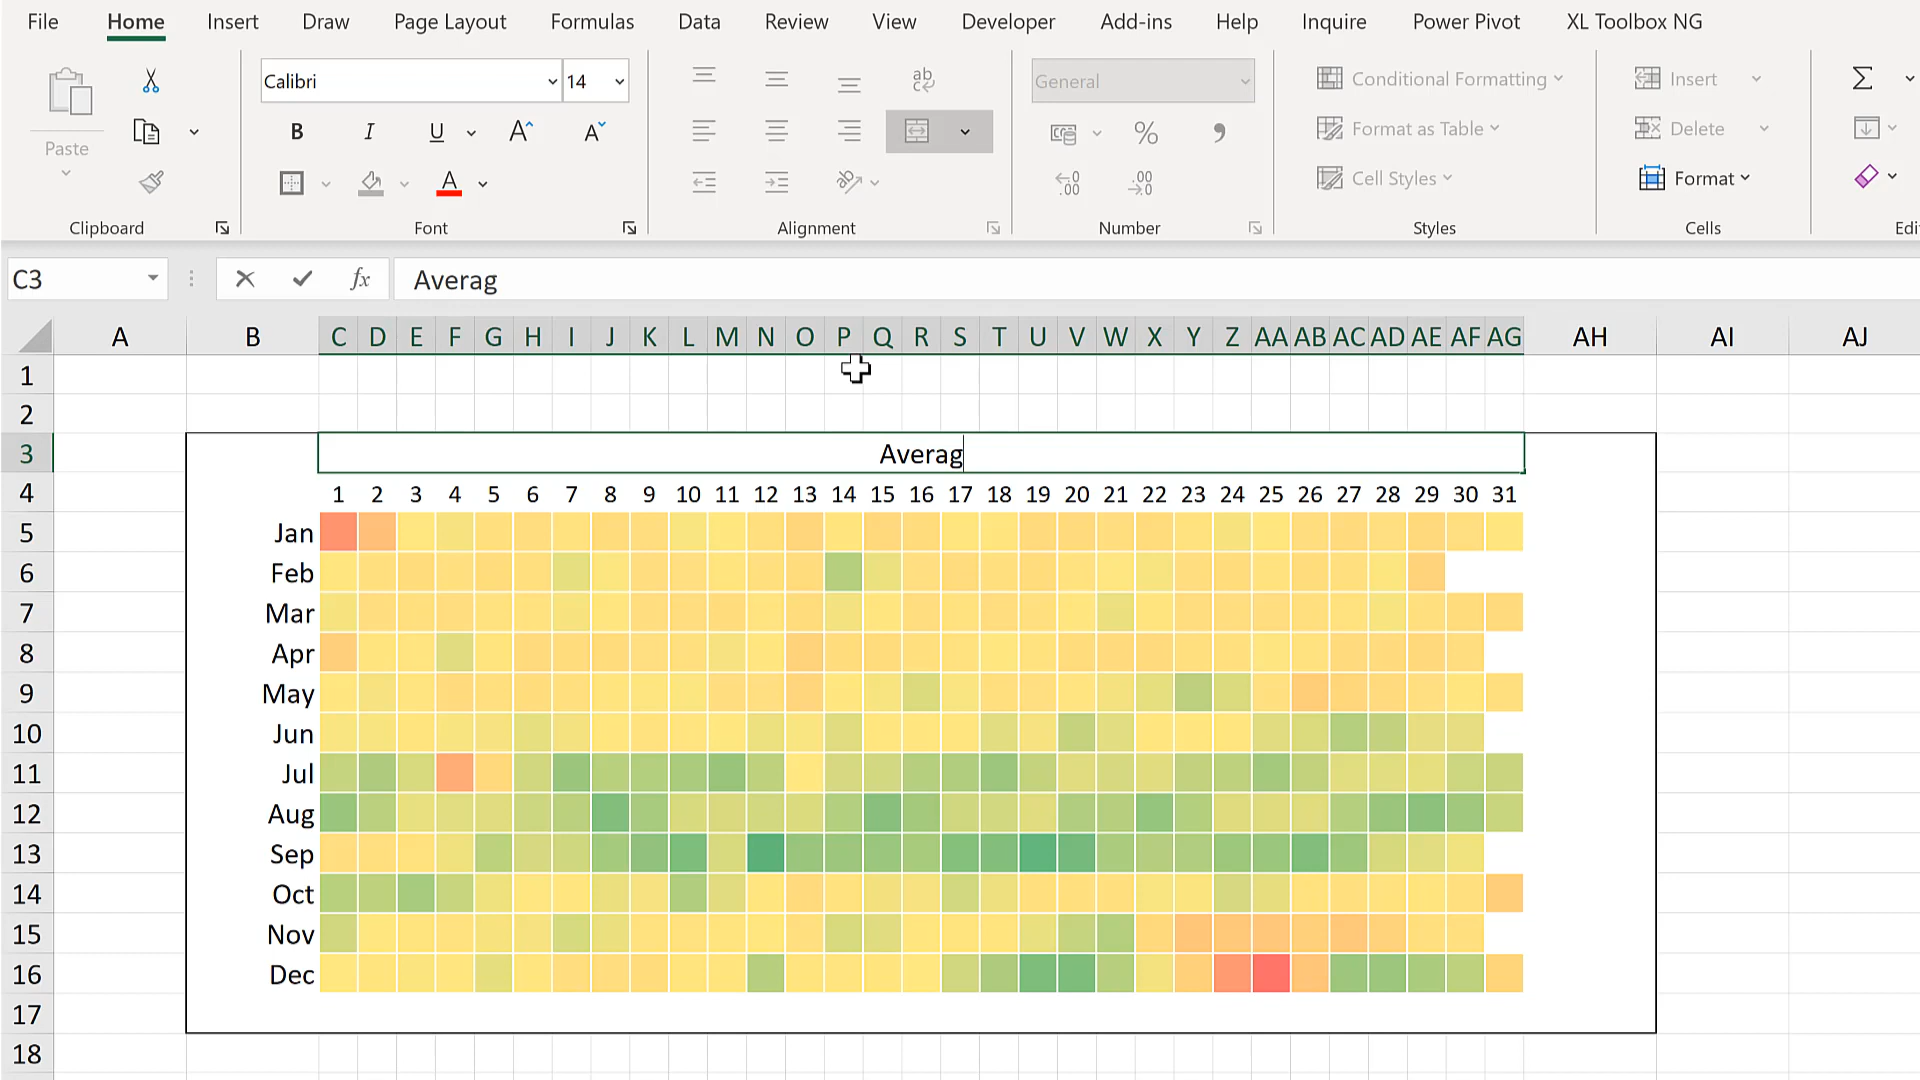 File Home Insert Draw Page Layout Formulas Data Review View Developer Add-ins Help Inquire Power Pivot XL Toolbox NG
Calibri 14 ab General Conditional Formatting Insert Σ
B I U A A % 9 Format as Table Delete
Paste
A .00 .00 Cell Styles Format
Clipboard Font Alignment Number Styles Cells Edi
C3 fx Averag
A B C D E F G H I J K L M N O P Q R S T U V W X Y Z AA AB AC AD AE AF AG AH AI AJ
1
2
3 Averag
4 1 2 3 4 5 6 7 8 9 10 11 12 13 14 15 16 17 18 19 20 21 22 23 24 25 26 27 28 29 30 31
5 Jan
6 Feb
7 Mar
8 Apr
9 May
10 Jun
11 Jul
12 Aug
13 Sep
14 Oct
15 Nov
16 Dec
17
18